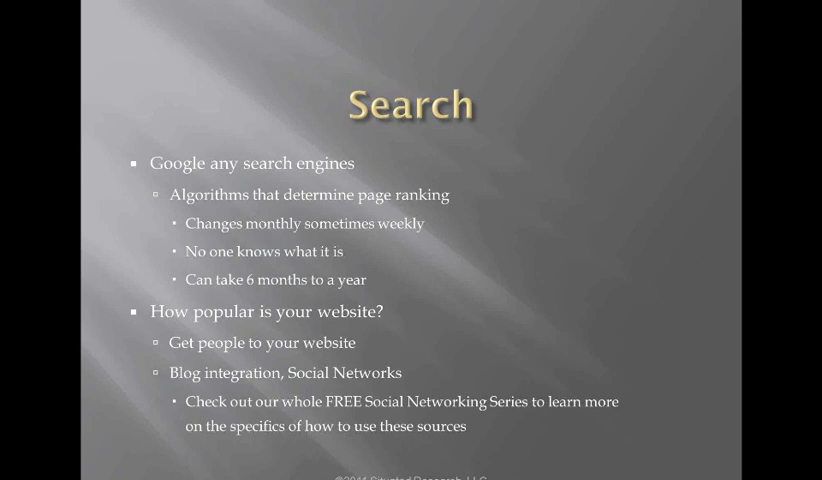 Search
Google any search engines
Algorithms that determine page ranking
Changes monthly sometimes weekly
No one knows what it is
Can take 6 months to a year
How popular is your website?
Get people to your website
Blog integration, Social Networks
Check out our whole FREE Social Networking Series to learn more
on the specifics of how to use these sources